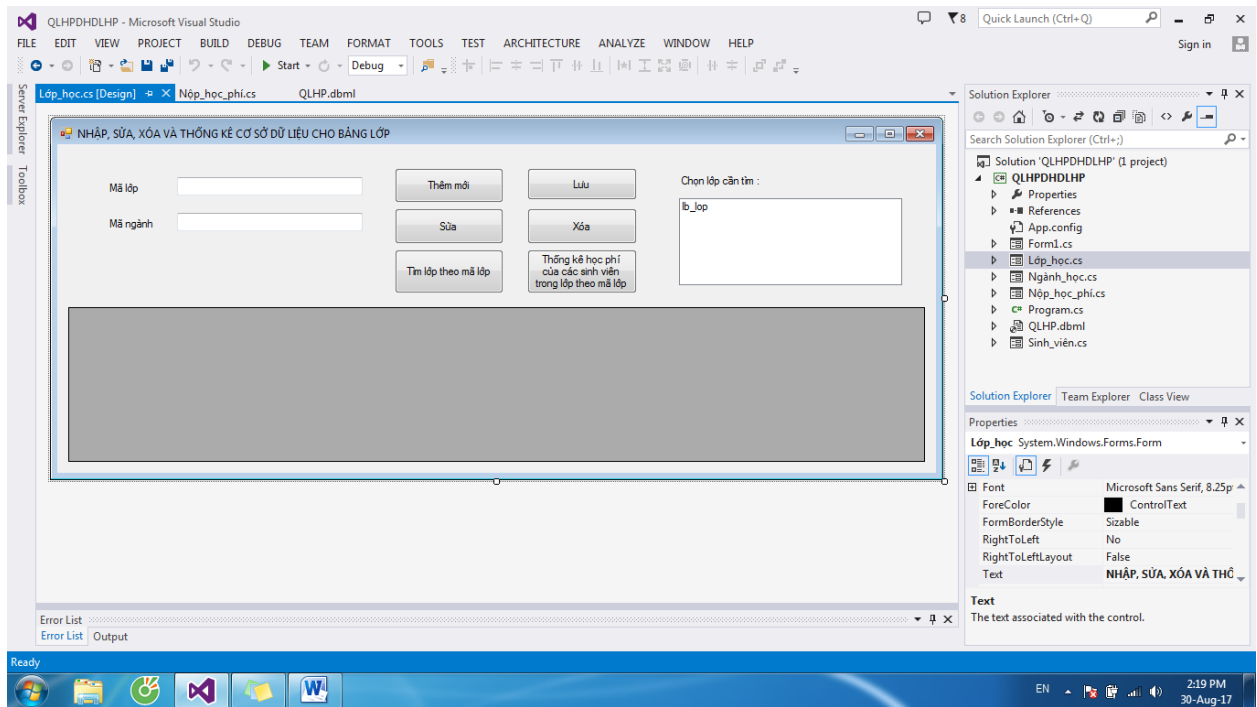 QLHPDHDLHP - Microsoft Visual Studio
8
Quick Launch (Ctrl+Q)
FILE EDIT VIEW PROJECT BUILD DEBUG TEAM FORMAT TOOLS TEST ARCHITECTURE ANALYZE WINDOW HELP
Sign in
Start Debug
Server Explorer
Toolbox
Lớp_học.cs [Design] Nộp_học_phí.cs QLHP.dbml
NHẬP, SỬA, XÓA VÀ THỐNG KÊ CƠ SỞ DỮ LIỆU CHO BẢNG LỚP
Mã lớp
Mã ngành
Thêm mới
Lưu
Sửa
Xóa
Tìm lớp theo mã lớp
Thống kê học phí
của các sinh viên
trong lớp theo mã lớp
Chọn lớp cần tìm :
lb_lop
Solution Explorer
Search Solution Explorer (Ctrl+;)
Solution 'QLHPDHDLHP' (1 project)
C# QLHPDHDLHP
Properties
References
App.config
Form1.cs
Lớp_học.cs
Ngành_học.cs
Nộp_học_phí.cs
C# Program.cs
QLHP.dbml
Sinh_viên.cs
Solution Explorer Team Explorer Class View
Properties
Lớp_học System.Windows.Forms.Form
Font Microsoft Sans Serif, 8.25p
ForeColor ControlText
FormBorderStyle Sizable
RightToLeft No
RightToLeftLayout False
Text NHẬP, SỬA, XÓA VÀ THỐ
Text
The text associated with the control.
Error List
Error List Output
Ready
EN
2:19 PM
30-Aug-17